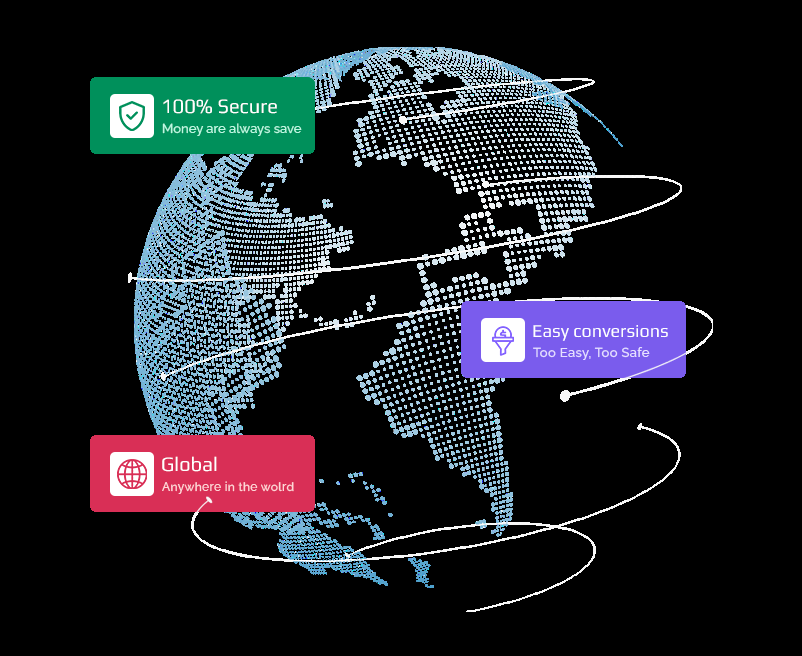 100% Secure
Money are always save
Easy conversions
Too Easy, Too Safe
Global
Anywhere in the wolrd